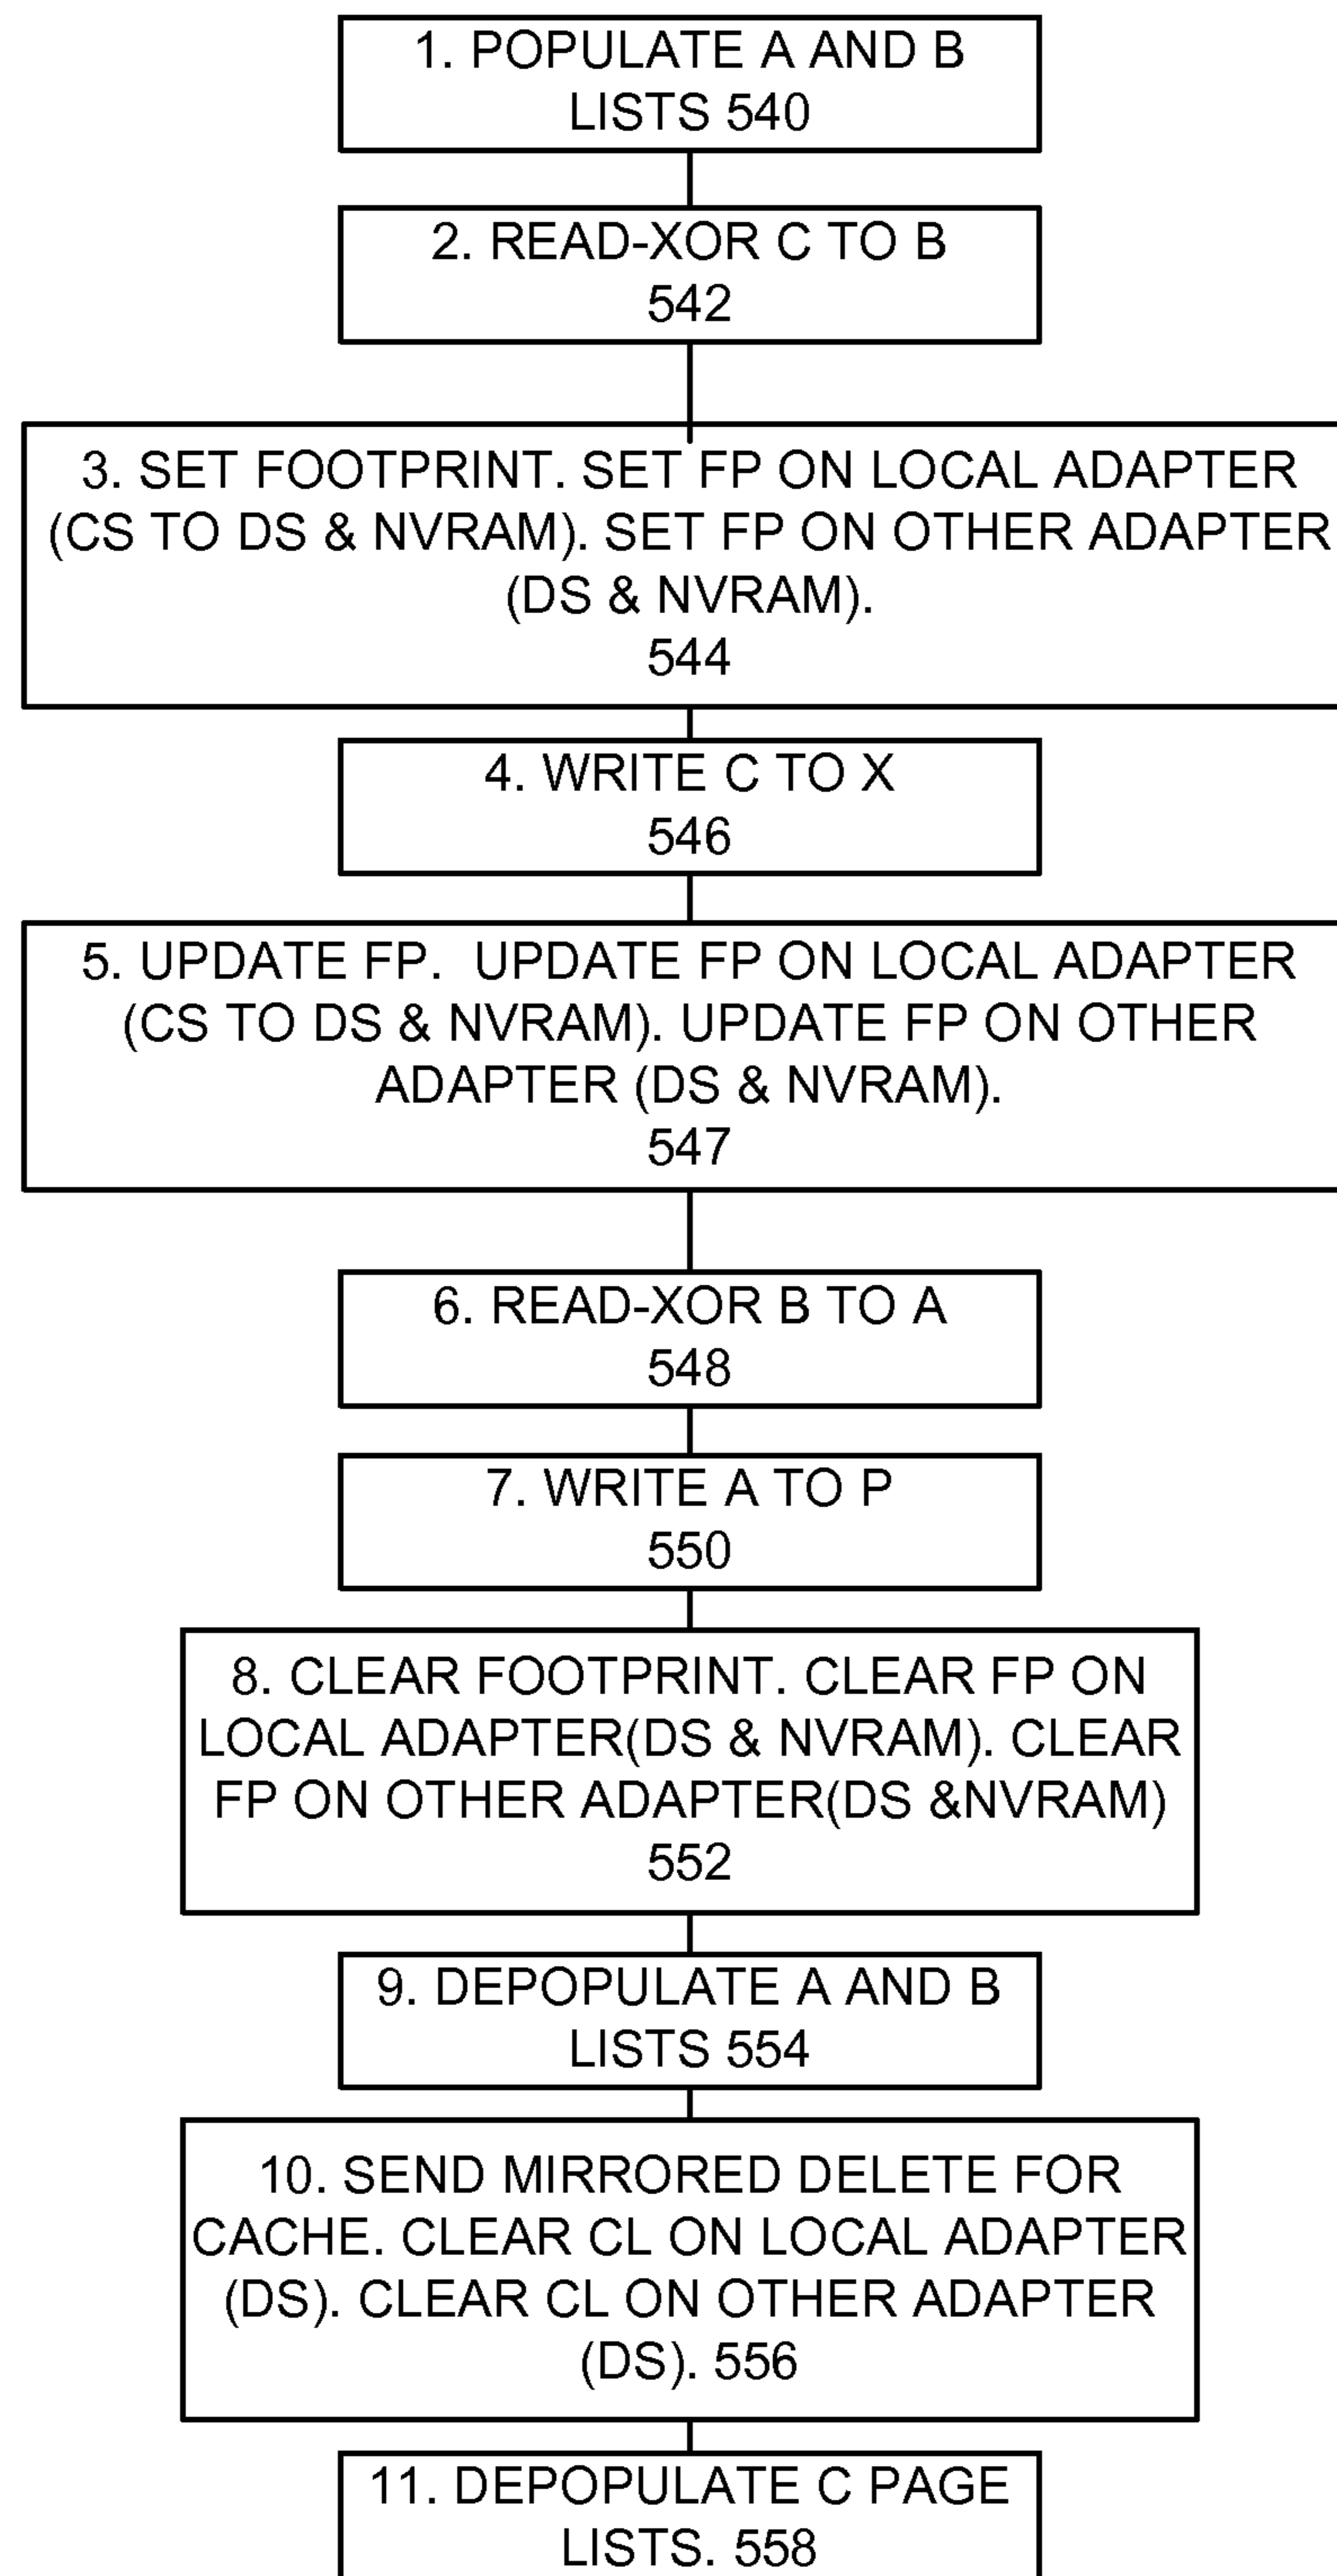 1. POPULATE A AND B
LISTS 540
2. READ-XOR C TO B
542
3. SET FOOTPRINT. SET FP ON LOCAL ADAPTER
(CS TO DS & NVRAM). SET FP ON OTHER ADAPTER
(DS & NVRAM).
544
4. WRITE C TO X
546
5. UPDATE FP.  UPDATE FP ON LOCAL ADAPTER
(CS TO DS & NVRAM). UPDATE FP ON OTHER
ADAPTER (DS & NVRAM).
547
6. READ-XOR B TO A
548
7. WRITE A TO P
550
8. CLEAR FOOTPRINT. CLEAR FP ON
LOCAL ADAPTER(DS & NVRAM). CLEAR
FP ON OTHER ADAPTER(DS &NVRAM)
552
9. DEPOPULATE A AND B
LISTS 554
10. SEND MIRRORED DELETE FOR
CACHE. CLEAR CL ON LOCAL ADAPTER
(DS). CLEAR CL ON OTHER ADAPTER
(DS). 556
11. DEPOPULATE C PAGE
LISTS. 558